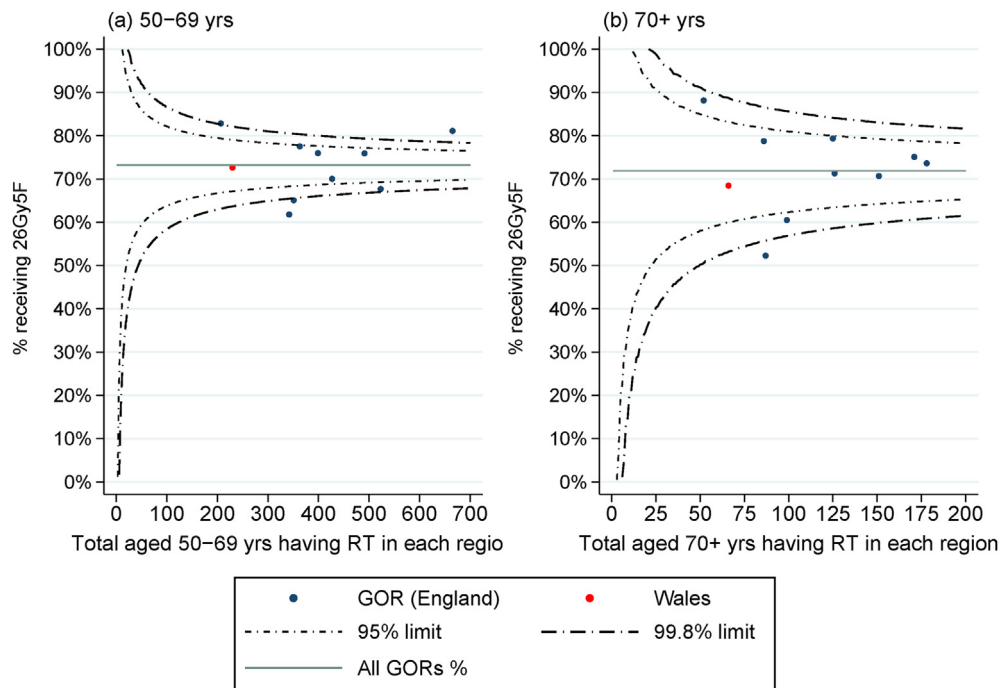 (a) 50−69 yrs
100%
90%
80%
70%
60%
50%
40%
30%
20%
10%
0%
% receiving 26Gy5F
0 100 200 300 400 500 600 700
Total aged 50−69 yrs having RT in each regio
(b) 70+ yrs
100%
90%
80%
70%
60%
50%
40%
30%
20%
10%
0%
% receiving 26Gy5F
0 25 50 75 100 125 150 175 200
Total aged 70+ yrs having RT in each region
GOR (England) Wales
95% limit 99.8% limit
All GORs %